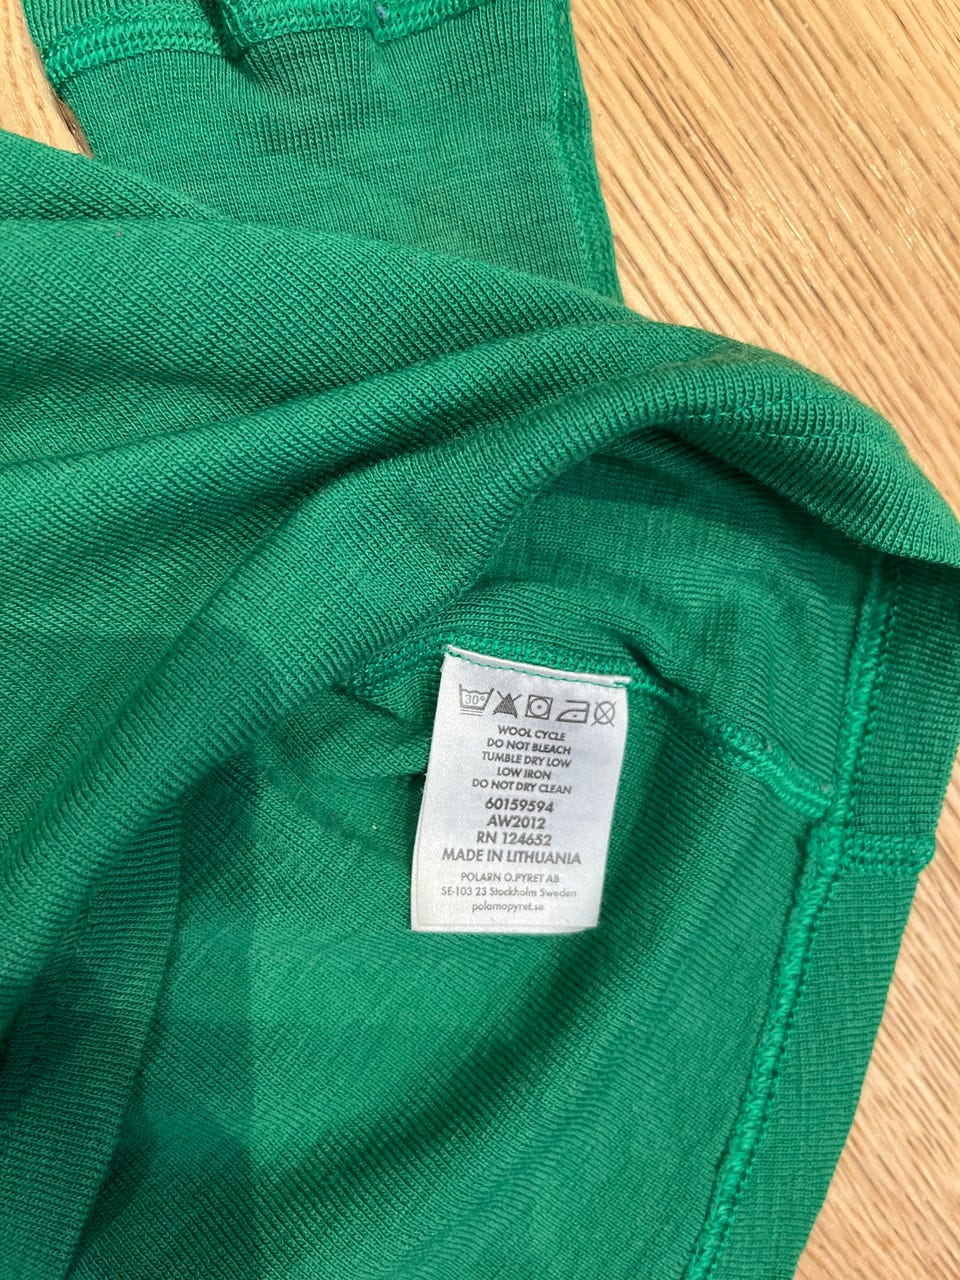 30°
WOOL CYCLE
DO NOT BLEACH
TUMBLE DRY LOW
LOW IRON
DO NOT DRY CLEAN
60159594
AW2012
RN 124652
MADE IN LITHUANIA
POLARN O.PYRET AB
SE-103 23 Stockholm Sweden
polarnopyret.se